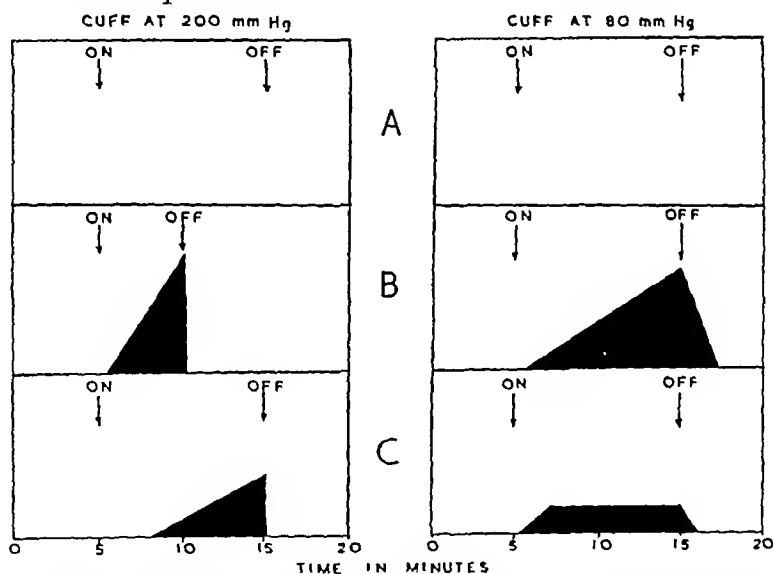 CUFF AT 200 mm Hg CUFF AT 80 mm Hg
ON OFF ON OFF
A
ON OFF ON OFF
B
ON OFF ON OFF
C
0 5 10 15 20 0 5 10 15 20
TIME IN MINUTES